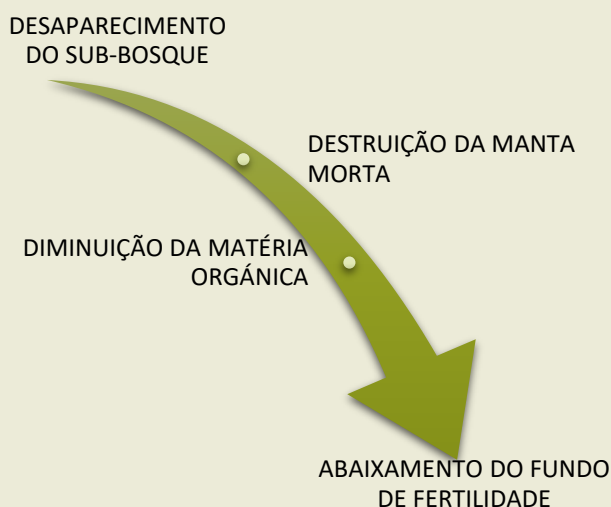 DESAPARECIMENTO
DO SUB-BOSQUE
DESTRUIÇÃO DA MANTA
MORTA
DIMINUIÇÃO DA MATÉRIA
ORGÁNICA
ABAIXAMENTO DO FUNDO
DE FERTILIDADE